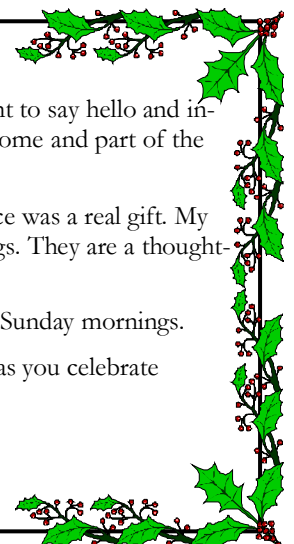 nt to say hello and in-
ome and part of the
ce was a real gift. My
gs. They are a thought-
Sunday mornings.
as you celebrate